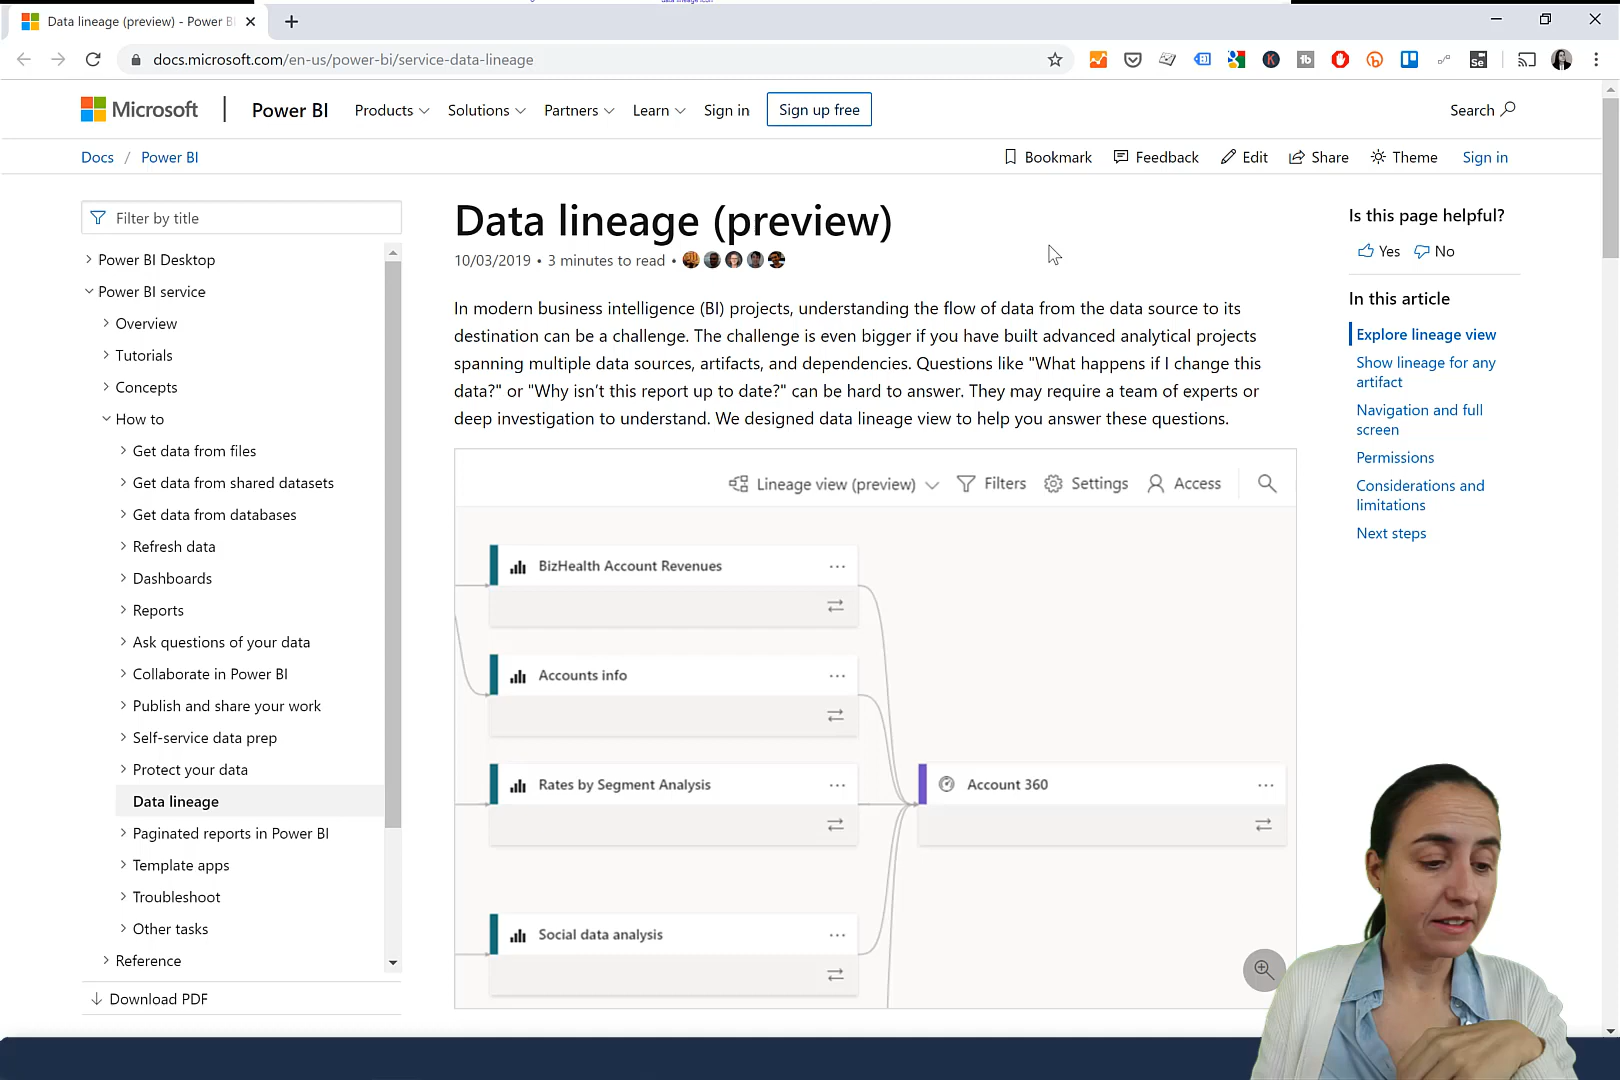 data lineage icon
Data lineage (preview) - Power B
docs.microsoft.com/en-us/power-bi/service-data-lineage
Microsoft
Power BI
Products
Solutions
Partners
Learn
Sign in
Sign up free
Search
Docs / Power BI
Bookmark
Feedback
Edit
Share
Theme
Sign in
Filter by title
Power BI Desktop
Power BI service
Overview
Tutorials
Concepts
How to
Get data from files
Get data from shared datasets
Get data from databases
Refresh data
Dashboards
Reports
Ask questions of your data
Collaborate in Power BI
Publish and share your work
Self-service data prep
Protect your data
Data lineage
Paginated reports in Power BI
Template apps
Troubleshoot
Other tasks
Reference
Download PDF
Data lineage (preview)
10/03/2019 • 3 minutes to read •
In modern business intelligence (BI) projects, understanding the flow of data from the data source to its
destination can be a challenge. The challenge is even bigger if you have built advanced analytical projects
spanning multiple data sources, artifacts, and dependencies. Questions like "What happens if I change this
data?" or "Why isn’t this report up to date?" can be hard to answer. They may require a team of experts or
deep investigation to understand. We designed data lineage view to help you answer these questions.
Lineage view (preview)
Filters
Settings
Access
BizHealth Account Revenues
Accounts info
Rates by Segment Analysis
Account 360
Social data analysis
Is this page helpful?
Yes
No
In this article
Explore lineage view
Show lineage for any
artifact
Navigation and full
screen
Permissions
Considerations and
limitations
Next steps
K
tb
Se